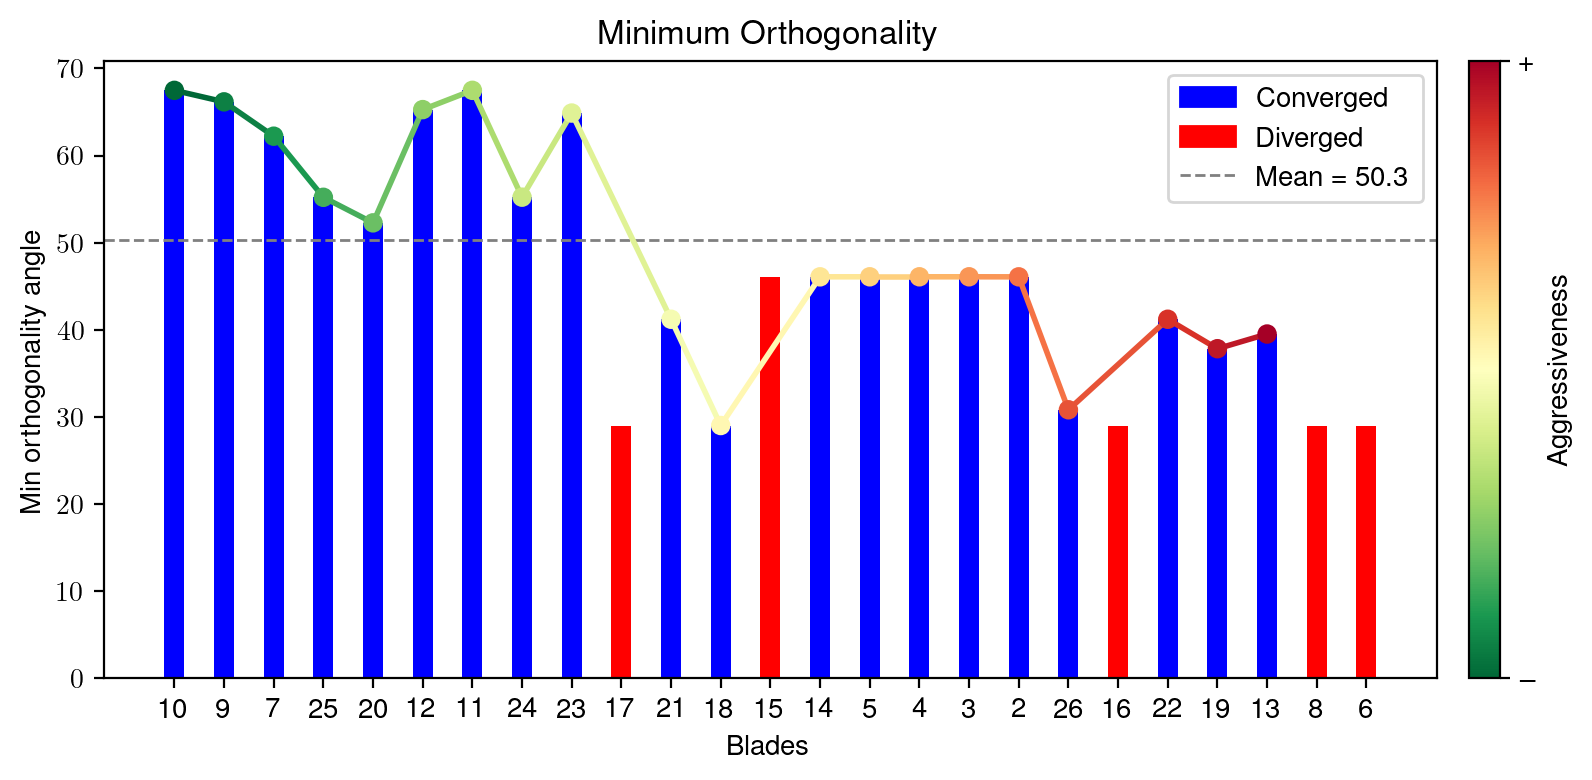 Minimum Orthogonality
70
60
50
40
30
20
10
0
Min orthogonality angle
Converged
Diverged
Mean = 50.3
10 9 7 25 20 12 11 24 23 17 21 18 15 14 5 4 3 2 26 16 22 19 13 8 6
Blades
+
−
Aggressiveness